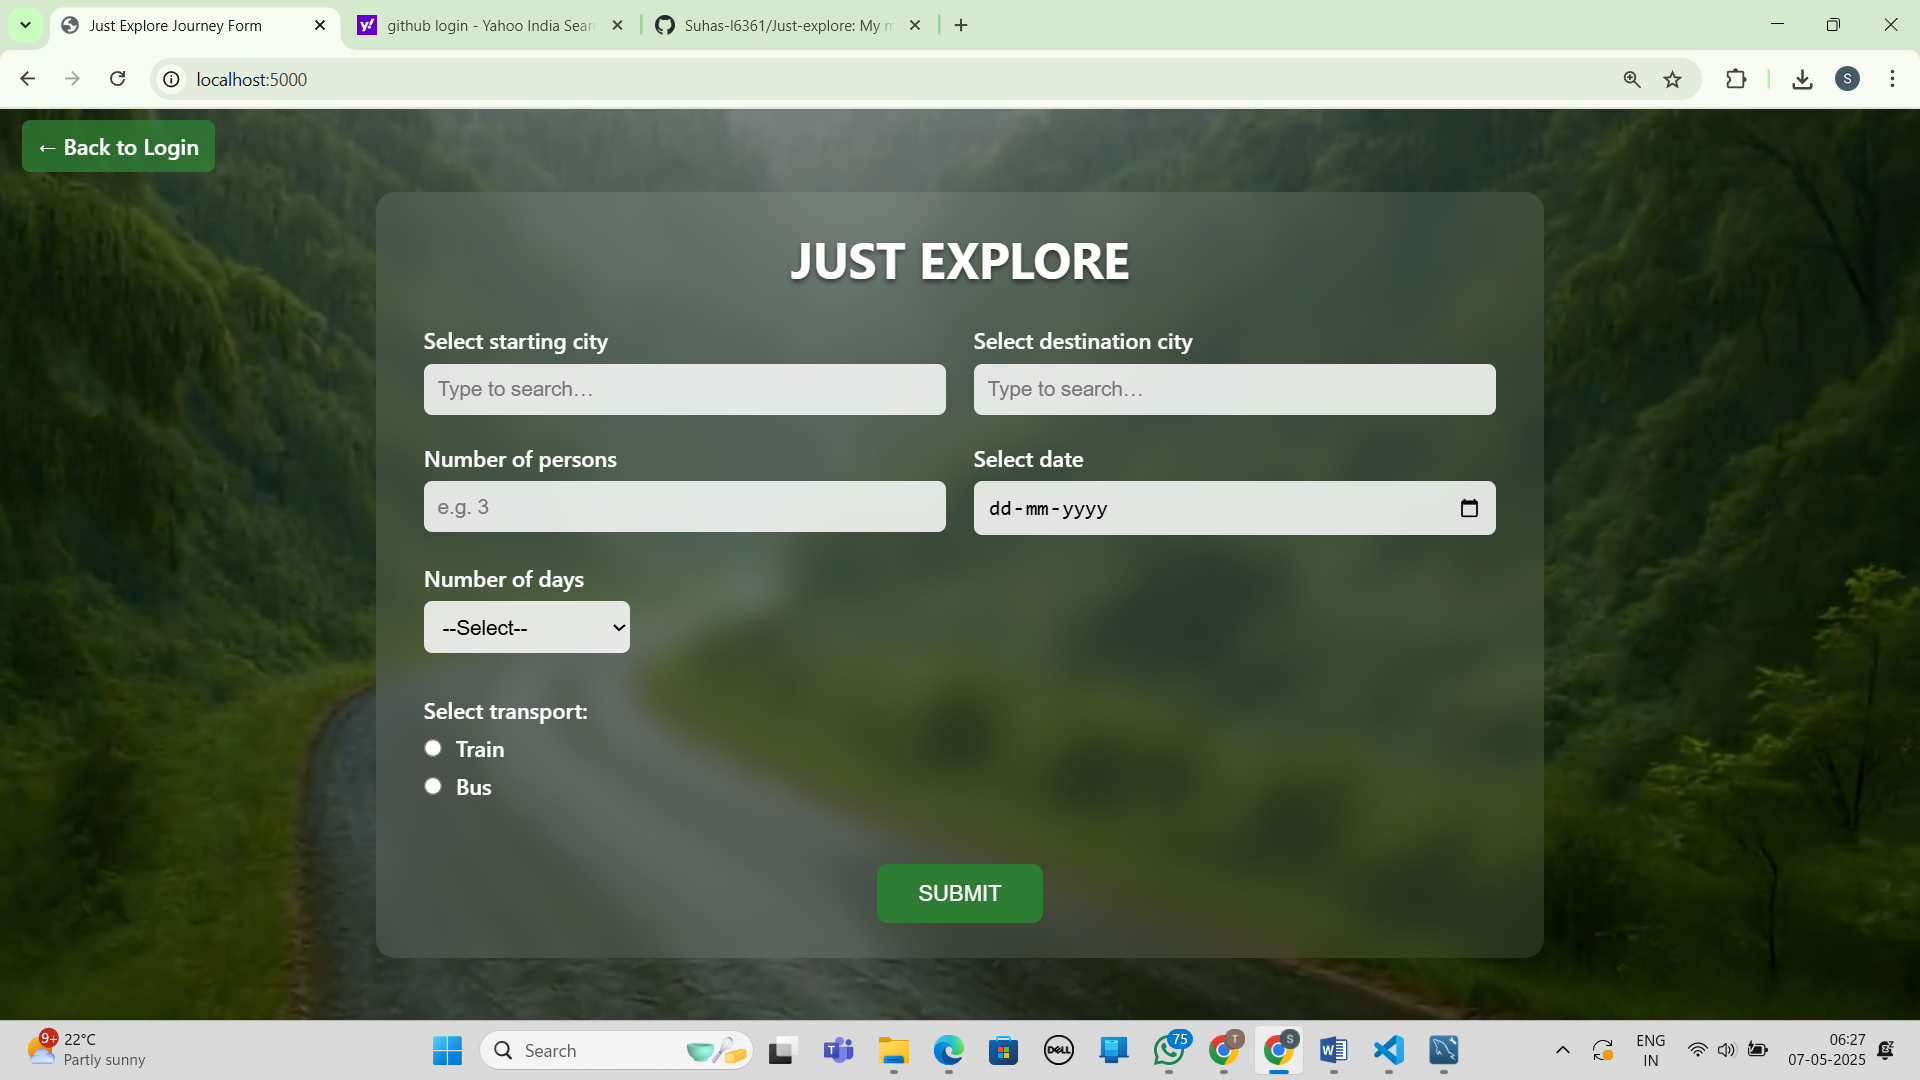 Just Explore Journey Form
github login - Yahoo India Sear
Suhas-I6361/Just-explore: My m
localhost:5000
S
← Back to Login
JUST EXPLORE
Select starting city
Select destination city
Type to search...
Type to search...
Number of persons
Select date
e.g. 3
dd-mm-yyyy
Number of days
--Select--
Select transport:
Train
Bus
SUBMIT
9+
22°C
Partly sunny
Search
DELL
75
T
S
ENG
IN
06:27
07-05-2025